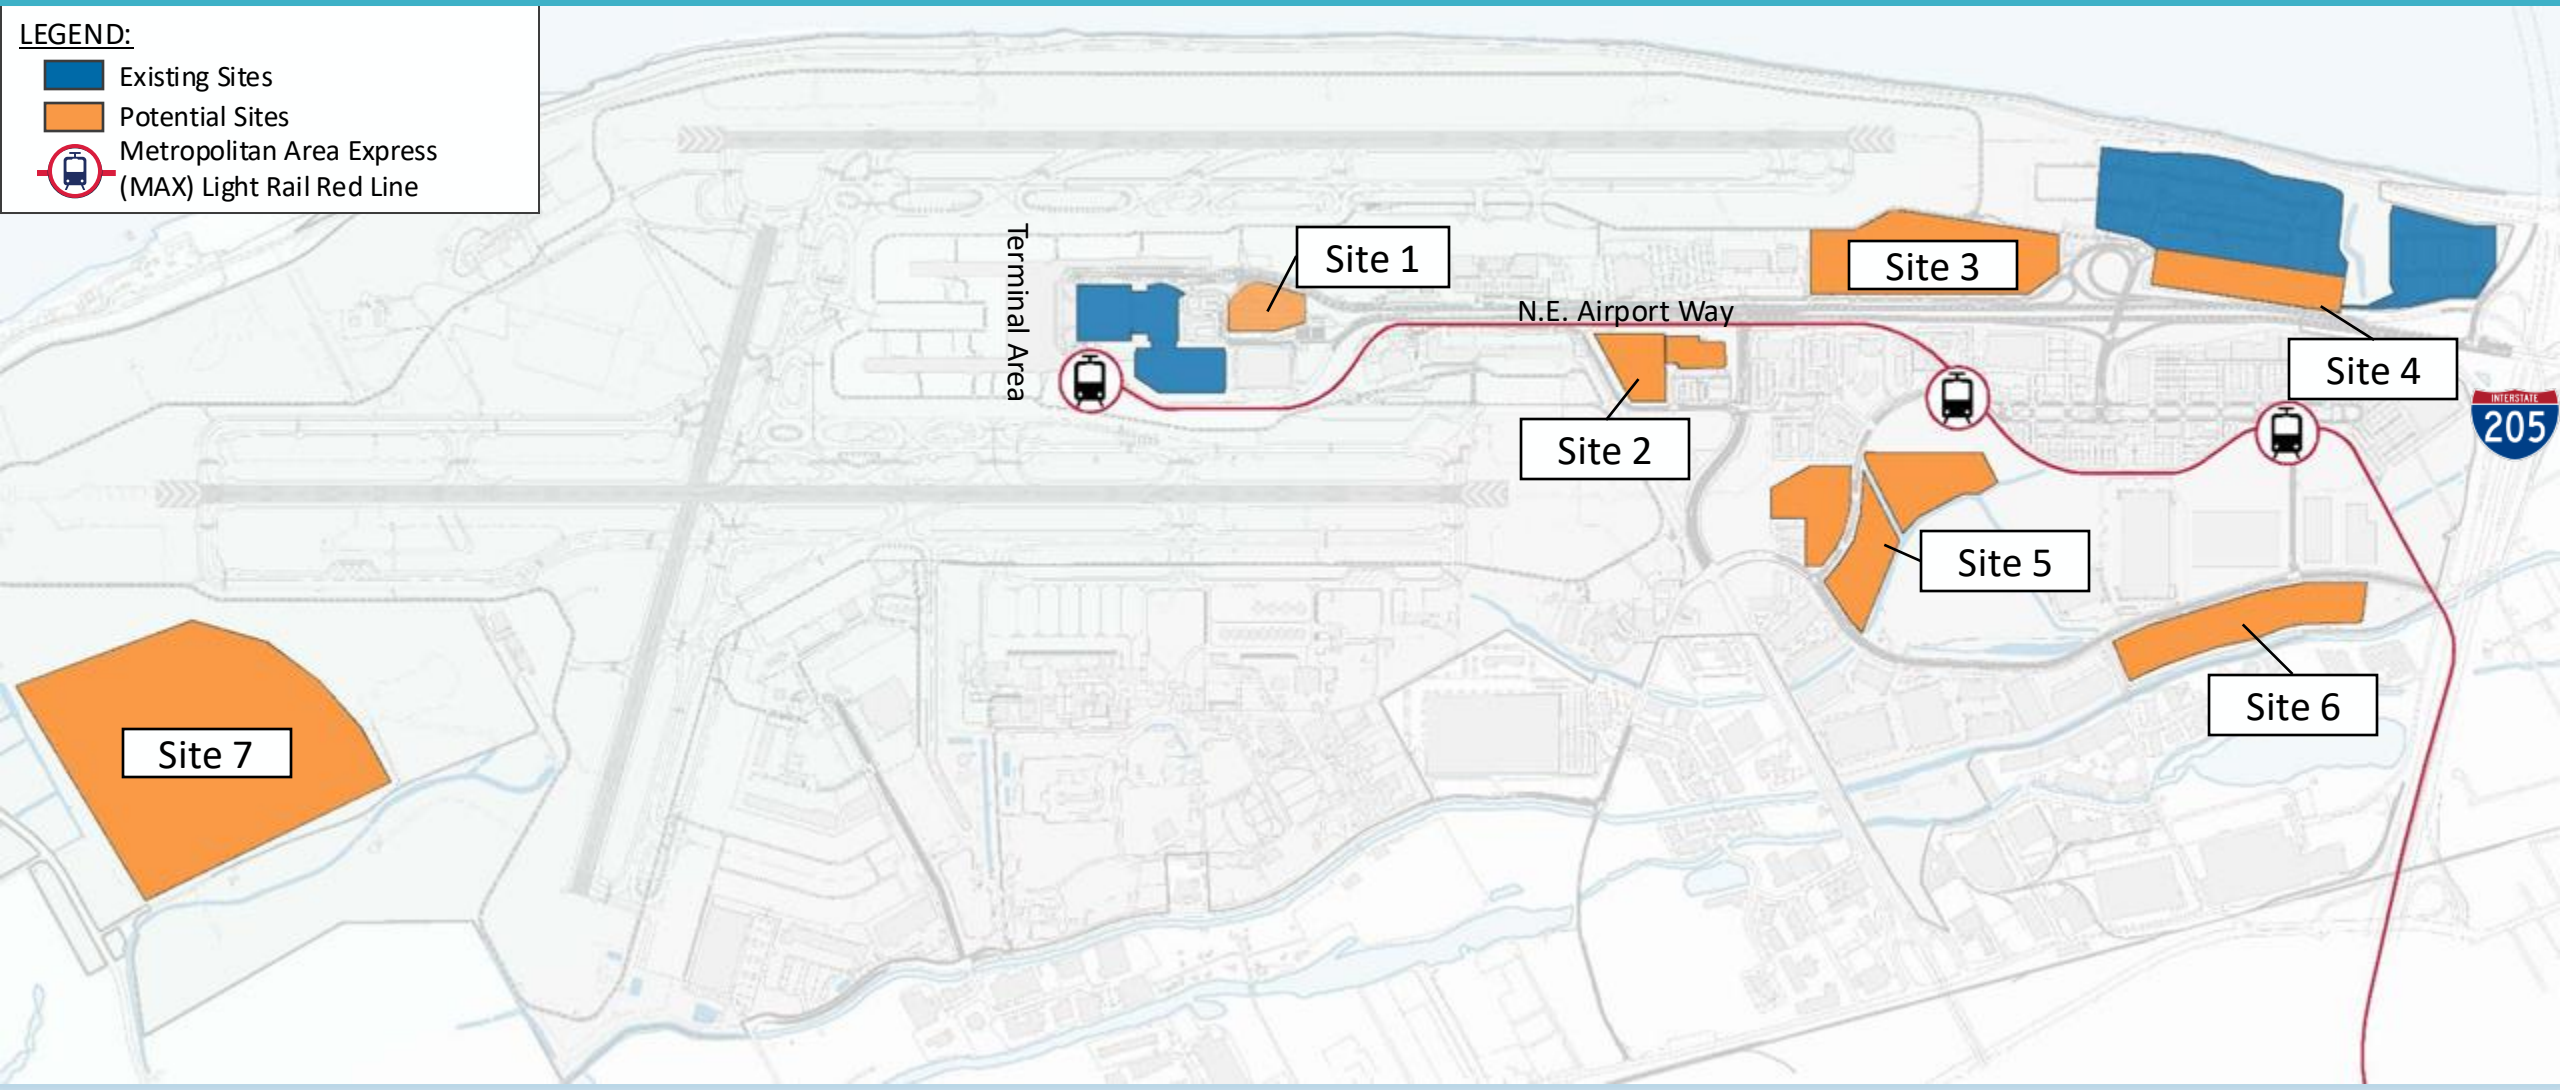 LEGEND:
Existing Sites
Potential Sites
Metropolitan Area Express
(MAX) Light Rail Red Line
Terminal Area
Site 1
Site 3
N.E. Airport Way
Site 4
Site 2
INTERSTATE
205
Site 5
Site 6
Site 7